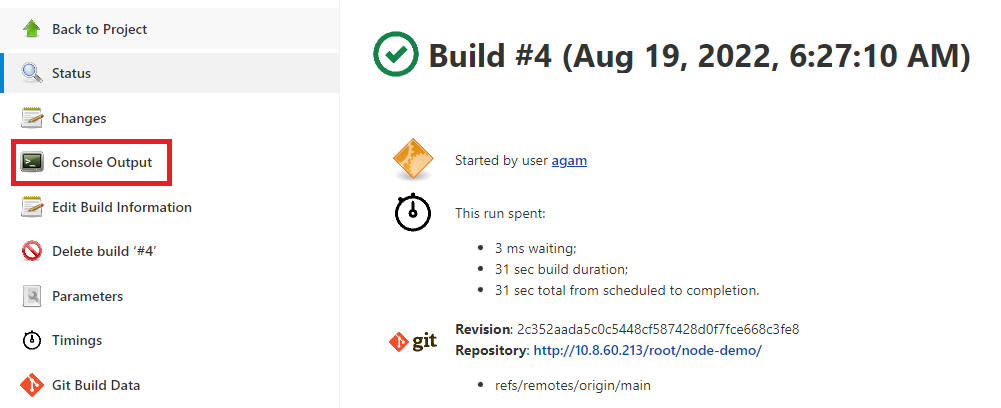 Back to Project
Status
Changes
Console Output
Edit Build Information
Delete build ‘#4’
Parameters
Timings
Git Build Data
Build #4 (Aug 19, 2022, 6:27:10 AM)
Started by user agam
This run spent:
• 3 ms waiting;
• 31 sec build duration;
• 31 sec total from scheduled to completion.
git
Revision: 2c352aada5c0c5448cf587428d0f7fce668c3fe8
Repository: http://10.8.60.213/root/node-demo/
• refs/remotes/origin/main